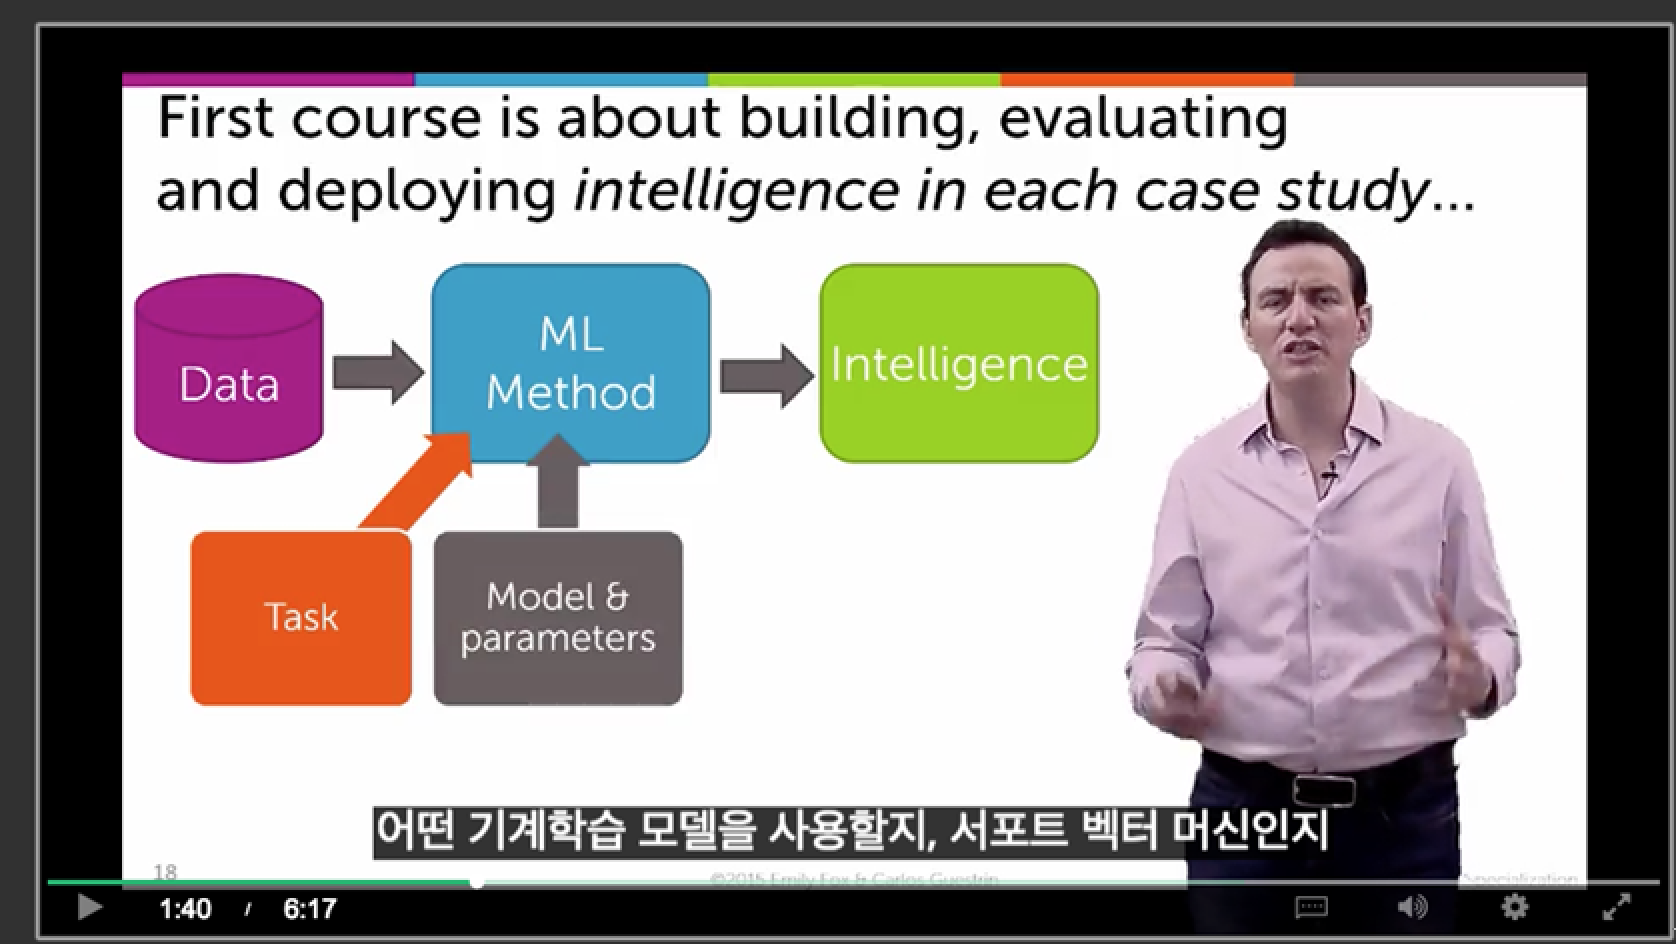 First course is about building, evaluating
and deploying intelligence in each case study...
Data
ML
Method
Intelligence
Task
Model &
parameters
어떤 기계학습 모델을 사용할지, 서포트 벡터 머신인지
18
©2015 Emily Fox & Carlos Guestrin
Specialization
1:40 / 6:17